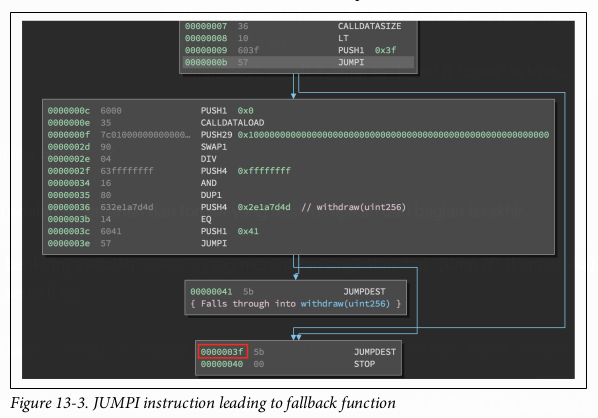 00000007 36 CALLDATASIZE
00000008 10 LT
00000009 603f PUSH1 0x3f
0000000b 57 JUMPI
0000000c 6000 PUSH1 0x0
0000000e 35 CALLDATALOAD
0000000f 7c01000000000000… PUSH29 0x100000000000000000000000000000000000000000000000000000000
0000002d 90 SWAP1
0000002e 04 DIV
0000002f 63ffffffff PUSH4 0xffffffff
00000034 16 AND
00000035 80 DUP1
00000036 632e1a7d4d PUSH4 0x2e1a7d4d // withdraw(uint256)
0000003b 14 EQ
0000003c 6041 PUSH1 0x41
0000003e 57 JUMPI
00000041 5b JUMPDEST
{ Falls through into withdraw(uint256) }
0000003f 5b JUMPDEST
00000040 00 STOP
Figure 13-3. JUMPI instruction leading to fallback function